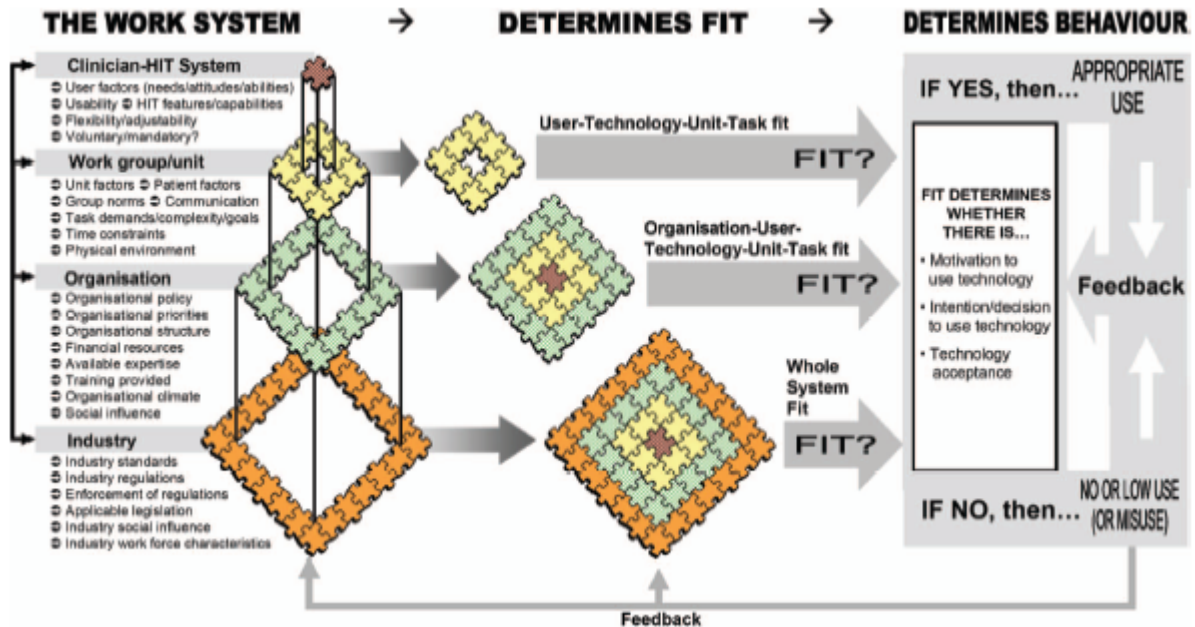 THE WORK SYSTEM → DETERMINES FIT → DETERMINES BEHAVIOUR
Clinician-HIT System
User factors (needs/attitudes/abilities)
Usability HIT features/capabilities
Flexibility/adjustability
Voluntary/mandatory?
Work group/unit
Unit factors Patient factors
Group norms Communication
Task demands/complexity/goals
Time constraints
Physical environment
Organisation
Organisational policy
Organisational priorities
Organisational structure
Financial resources
Available expertise
Training provided
Organisational climate
Social influence
Industry
Industry standards
Industry regulations
Enforcement of regulations
Applicable legislation
Industry social influence
Industry work force characteristics
User-Technology-Unit-Task fit
FIT?
Organisation-User-
Technology-Unit-Task fit
FIT?
Whole
System
Fit
FIT?
IF YES, then...
APPROPRIATE
USE
FIT DETERMINES
WHETHER
THERE IS...
• Motivation to
use technology
• Intention/decision
to use technology
• Technology
acceptance
Feedback
IF NO, then...
NO OR LOW USE
(OR MISUSE)
Feedback